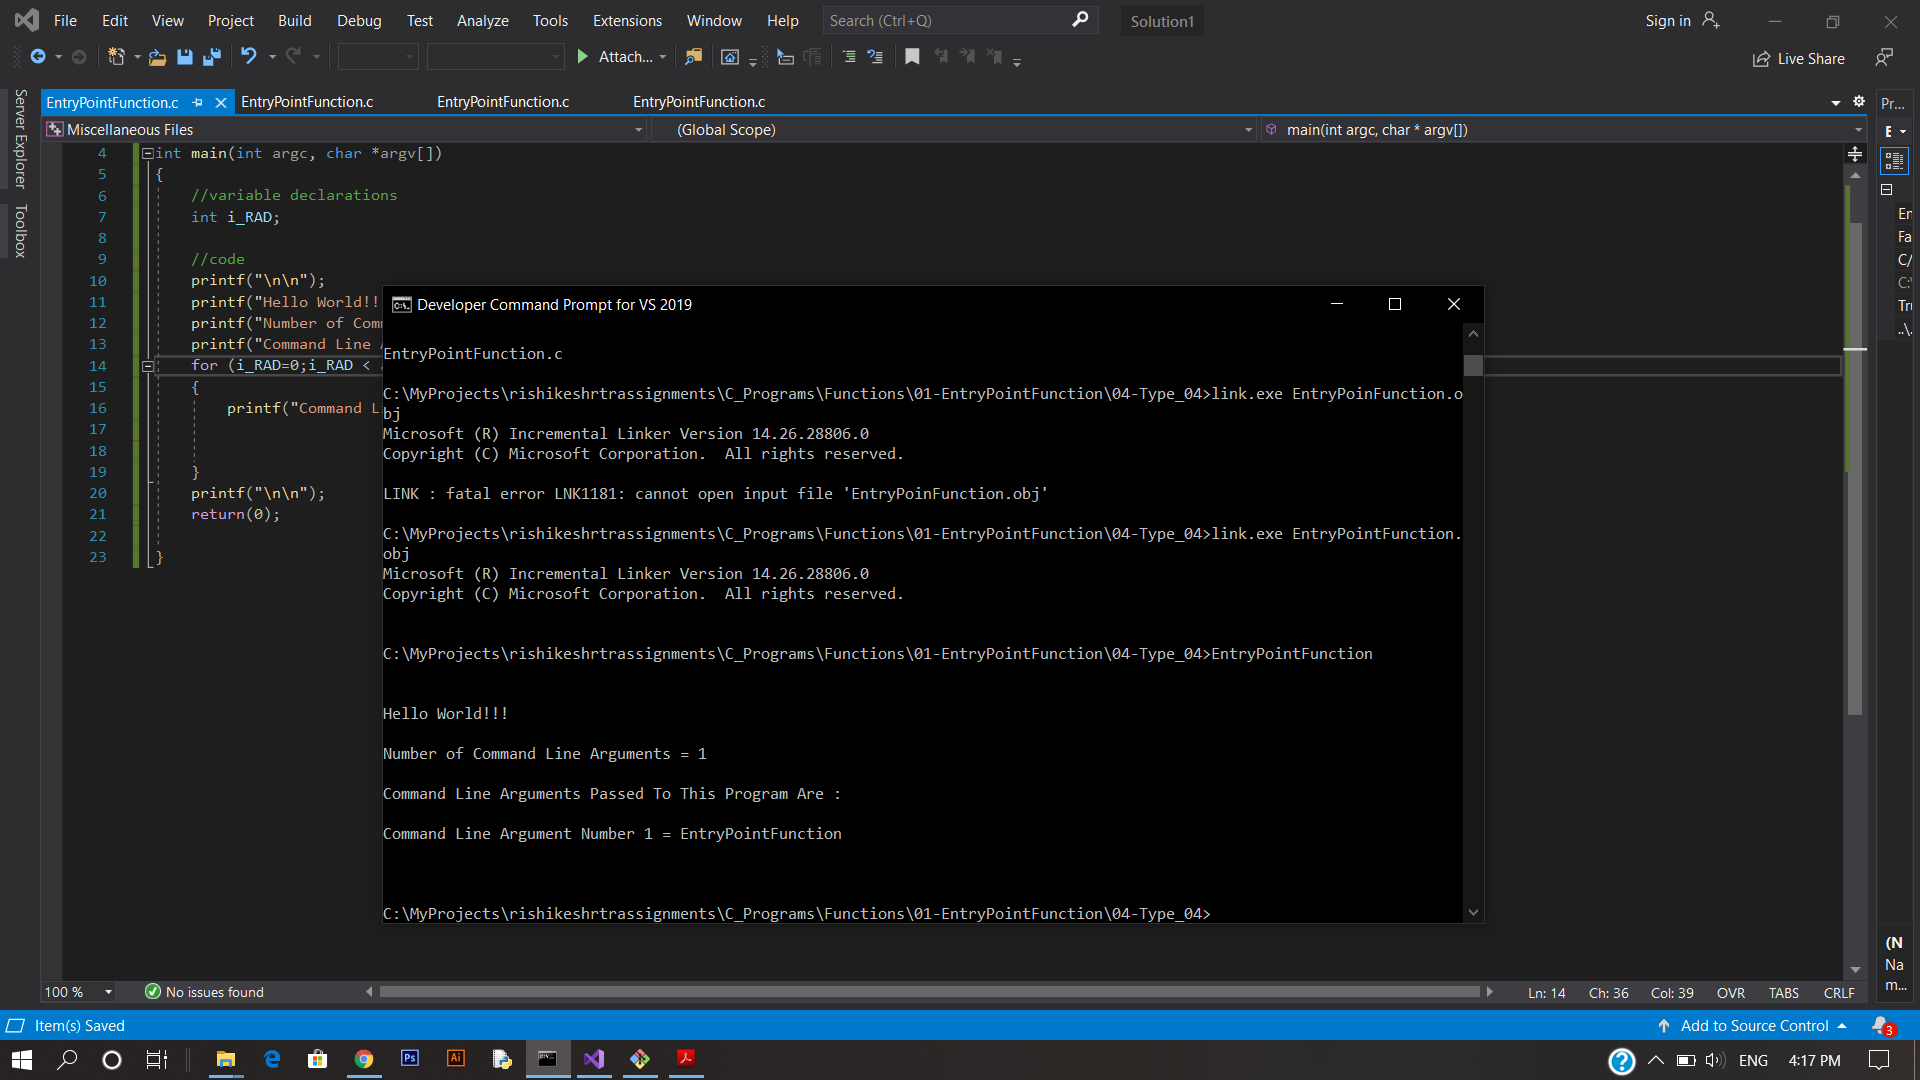 File Edit View Project Build Debug Test Analyze Tools Extensions Window Help Search (Ctrl+Q) Solution1 Sign in
Attach... Live Share
Server Explorer
Toolbox
EntryPointFunction.c EntryPointFunction.c EntryPointFunction.c EntryPointFunction.c Pr...
Miscellaneous Files (Global Scope) main(int argc, char * argv[]) E
4 int main(int argc, char *argv[])
5 {
6 //variable declarations
7 int i_RAD;
8
9 //code
10 printf("\n\n");
11 printf("Hello World!!
12 printf("Number of Com
13 printf("Command Line
14 for (i_RAD=0;i_RAD <
15 {
16 printf("Command L
17
18
19 }
20 printf("\n\n");
21 return(0);
22
23 }
En
Fa
C/
C:\
Tru
..\.
(N
Na
m...
Developer Command Prompt for VS 2019
EntryPointFunction.c
C:\MyProjects\rishikeshrtrassignments\C_Programs\Functions\01-EntryPointFunction\04-Type_04>link.exe EntryPoinFunction.o
bj
Microsoft (R) Incremental Linker Version 14.26.28806.0
Copyright (C) Microsoft Corporation.  All rights reserved.
LINK : fatal error LNK1181: cannot open input file 'EntryPoinFunction.obj'
C:\MyProjects\rishikeshrtrassignments\C_Programs\Functions\01-EntryPointFunction\04-Type_04>link.exe EntryPointFunction.
obj
Microsoft (R) Incremental Linker Version 14.26.28806.0
Copyright (C) Microsoft Corporation.  All rights reserved.
C:\MyProjects\rishikeshrtrassignments\C_Programs\Functions\01-EntryPointFunction\04-Type_04>EntryPointFunction
Hello World!!!
Number of Command Line Arguments = 1
Command Line Arguments Passed To This Program Are :
Command Line Argument Number 1 = EntryPointFunction
C:\MyProjects\rishikeshrtrassignments\C_Programs\Functions\01-EntryPointFunction\04-Type_04>
100 % No issues found Ln: 14 Ch: 36 Col: 39 OVR TABS CRLF
Item(s) Saved Add to Source Control 3
Ps Ai ENG 4:17 PM